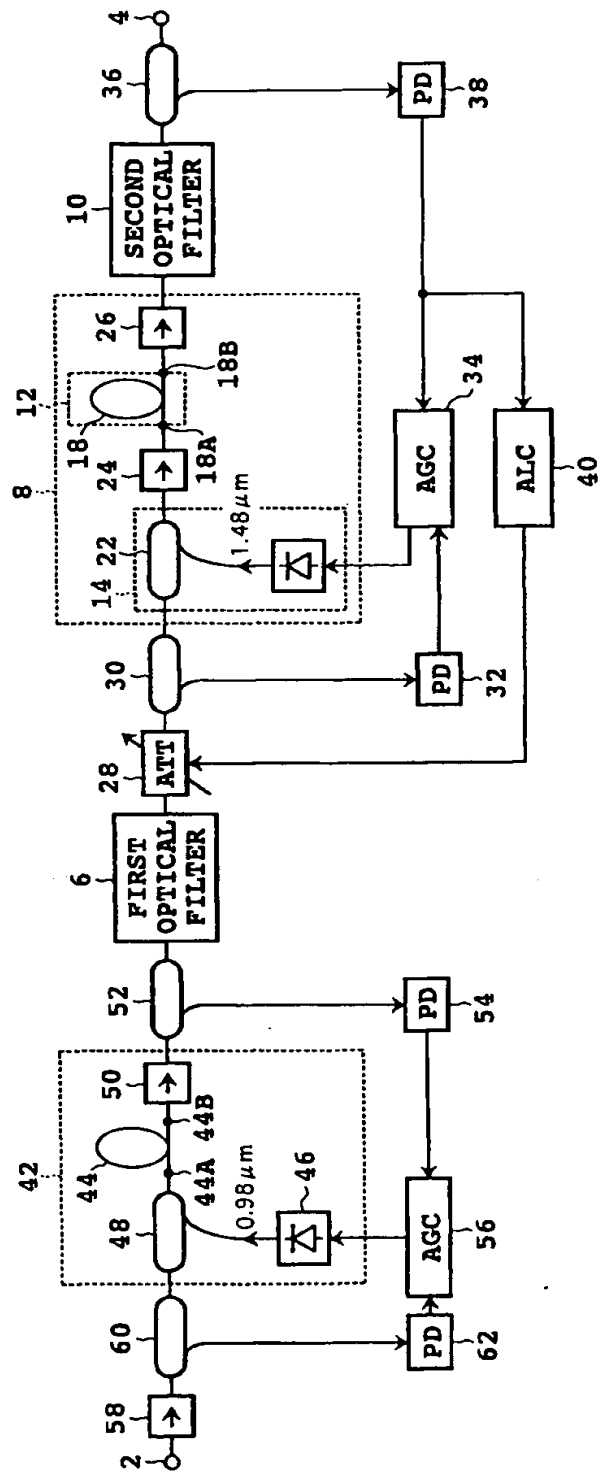 2
58
60
48
44A
44
44B
50
42
0.98μm
46
PD
62
AGC
56
52
PD
54
6
FIRST
OPTICAL
FILTER
28
ATT
30
PD
32
8
14
22
1.48μm
24
18A
12
18
18B
26
AGC
34
ALC
40
10
SECOND
OPTICAL
FILTER
36
PD
38
4